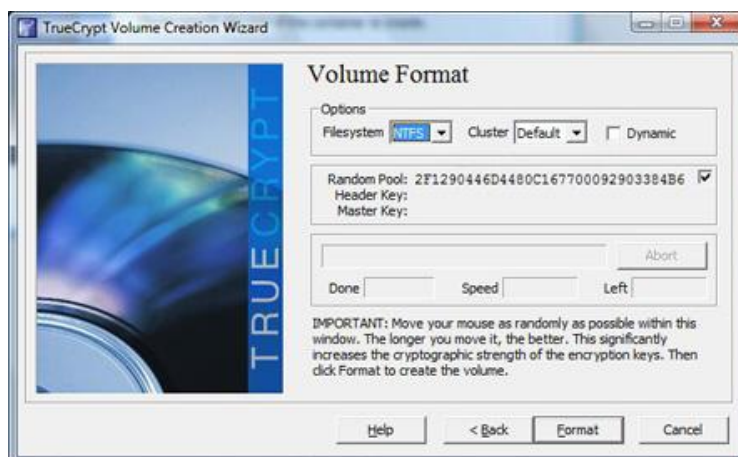 TrueCrypt Volume Creation Wizard
TRUECRYPT
Volume Format
Options
Filesystem NTFS Cluster Default Dynamic
Random Pool: 2F1290446D4480C167700092903384B6
Header Key:
Master Key:
Abort
Done Speed Left
IMPORTANT: Move your mouse as randomly as possible within this
window. The longer you move it, the better. This significantly
increases the cryptographic strength of the encryption keys. Then
click Format to create the volume.
Help < Back Format Cancel